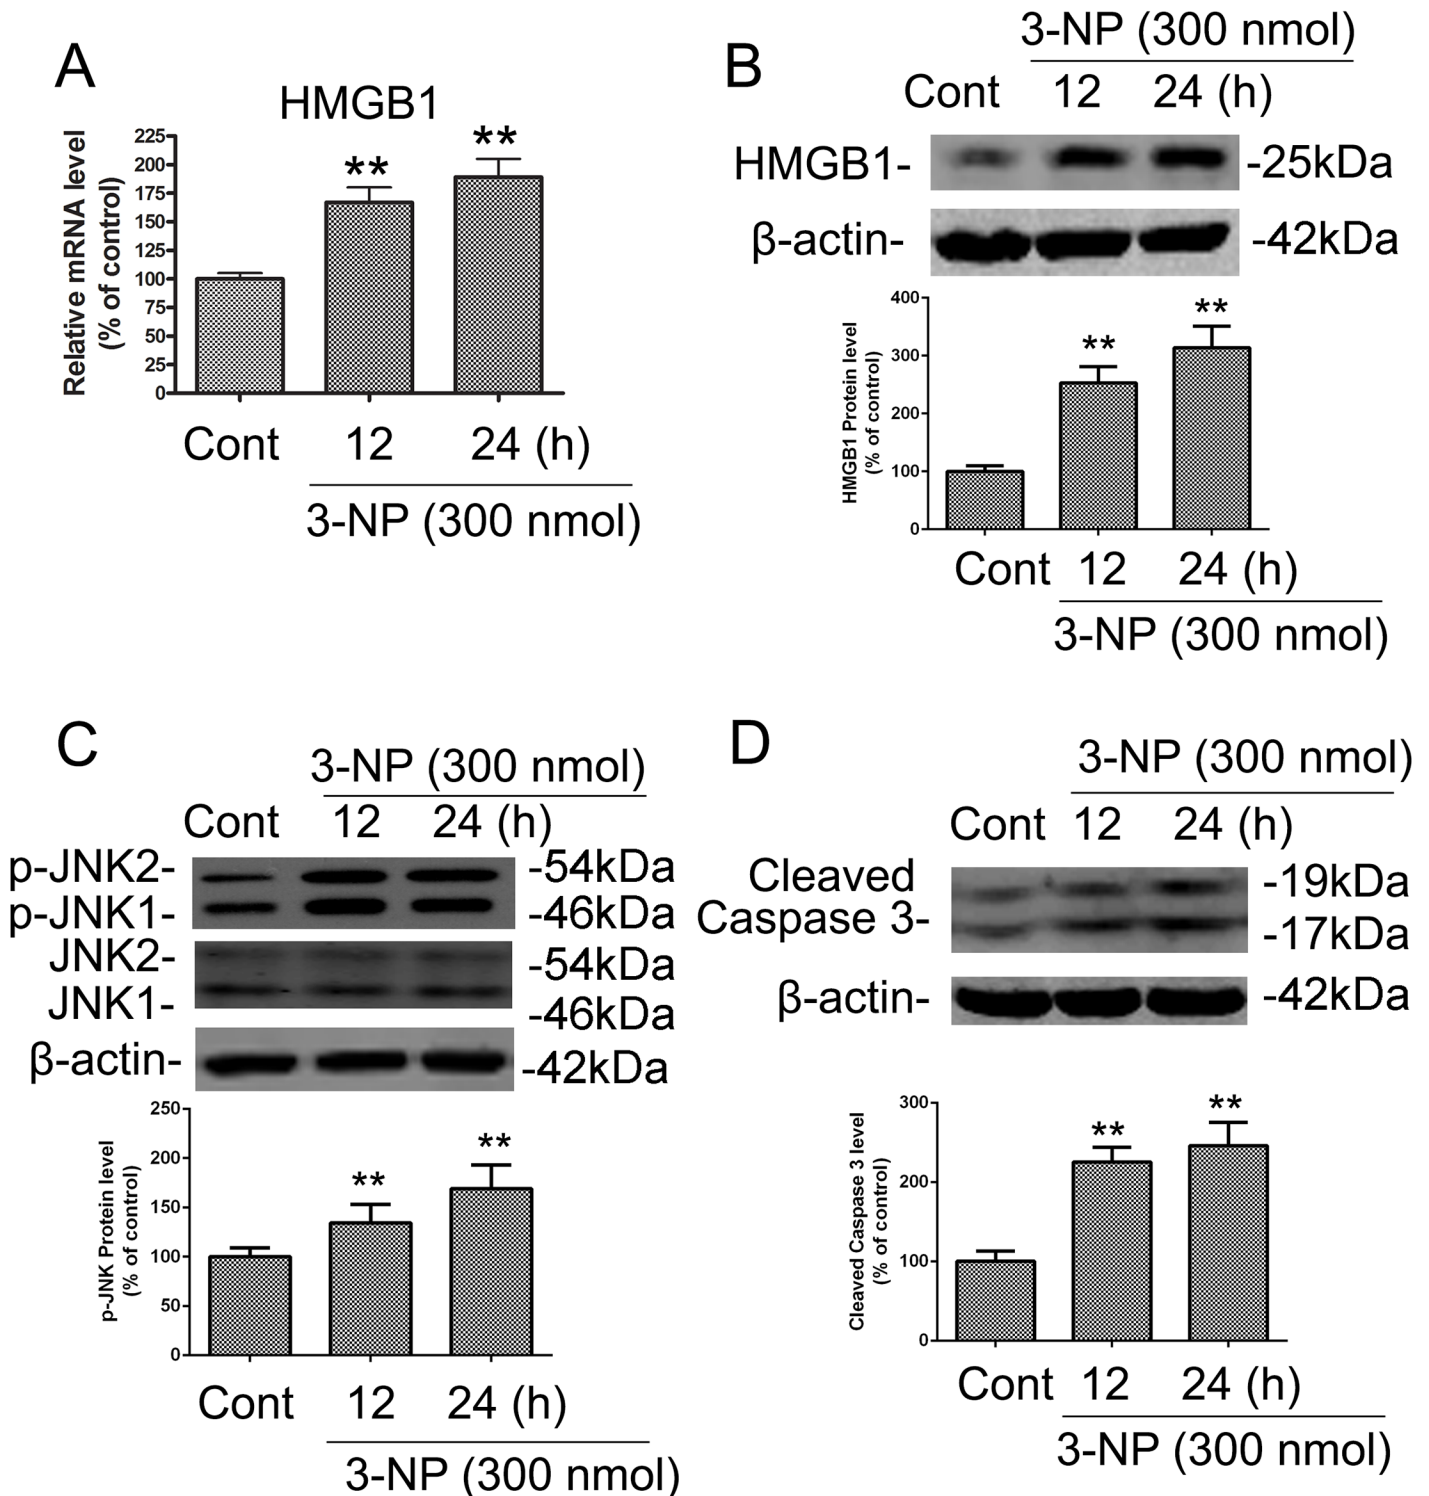 A
HMGB1
Relative mRNA level
(% of control)
225
200
175
150
125
100
75
50
25
0
**
**
Cont 12 24 (h)
3-NP (300 nmol)
B
3-NP (300 nmol)
Cont 12 24 (h)
HMGB1- -25kDa
β-actin- -42kDa
HMGB1 Protein level
(% of control)
400
300
200
100
0
**
**
Cont 12 24 (h)
3-NP (300 nmol)
C
3-NP (300 nmol)
Cont 12 24 (h)
p-JNK2- -54kDa
p-JNK1- -46kDa
JNK2- -54kDa
JNK1- -46kDa
β-actin- -42kDa
p-JNK Protein level
(% of control)
250
200
150
100
50
0
**
**
Cont 12 24 (h)
3-NP (300 nmol)
D
3-NP (300 nmol)
Cont 12 24 (h)
Cleaved -19kDa
Caspase 3- -17kDa
β-actin- -42kDa
Cleaved Caspase 3 level
(% of control)
300
200
100
0
**
**
Cont 12 24 (h)
3-NP (300 nmol)